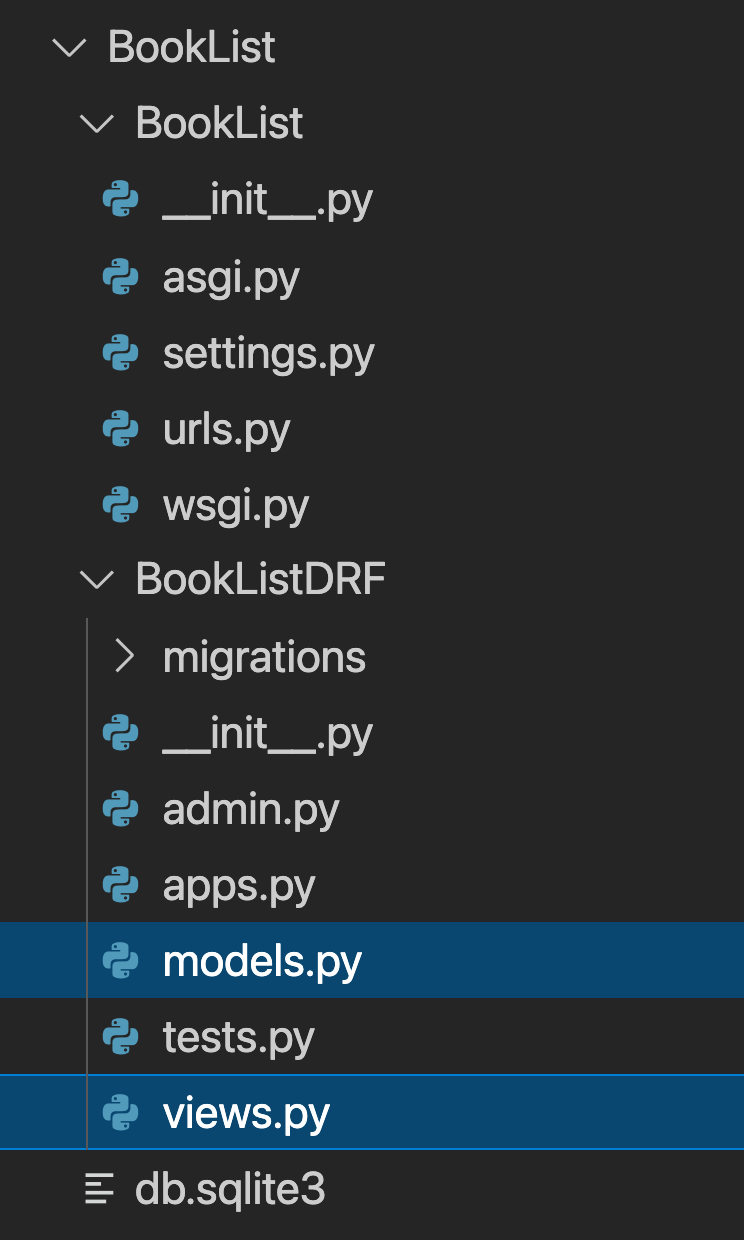 BookList
BookList
__init__.py
asgi.py
settings.py
urls.py
wsgi.py
BookListDRF
migrations
__init__.py
admin.py
apps.py
models.py
tests.py
views.py
db.sqlite3